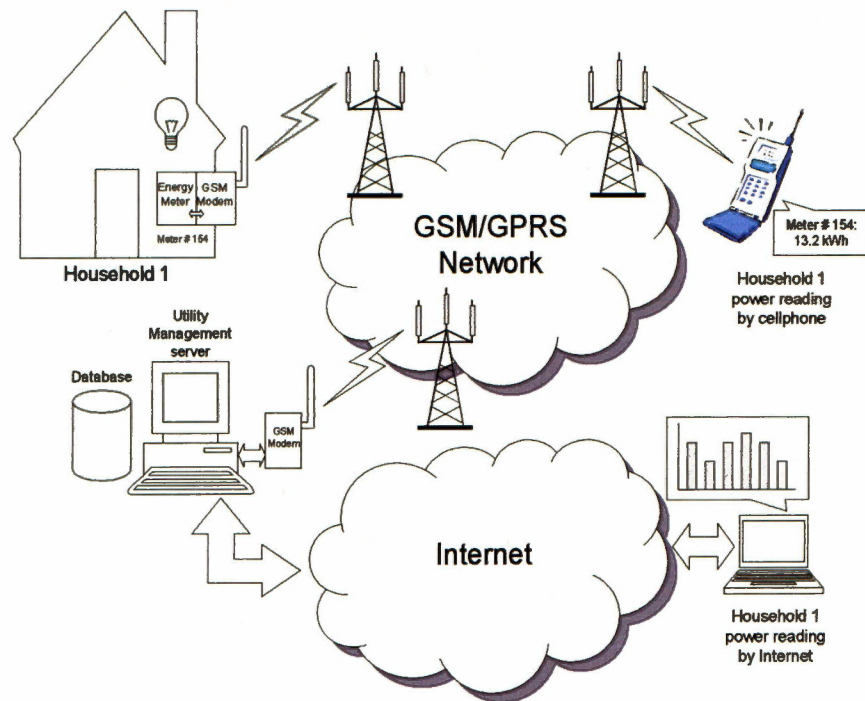 Energy
Meter
GSM
Modem
Meter # 154
Household 1
GSM/GPRS
Network
Meter # 154:
13.2 kWh
Household 1
power reading
by cellphone
Utility
Management
server
Database
GSM
Modem
Internet
Household 1
power reading
by Internet